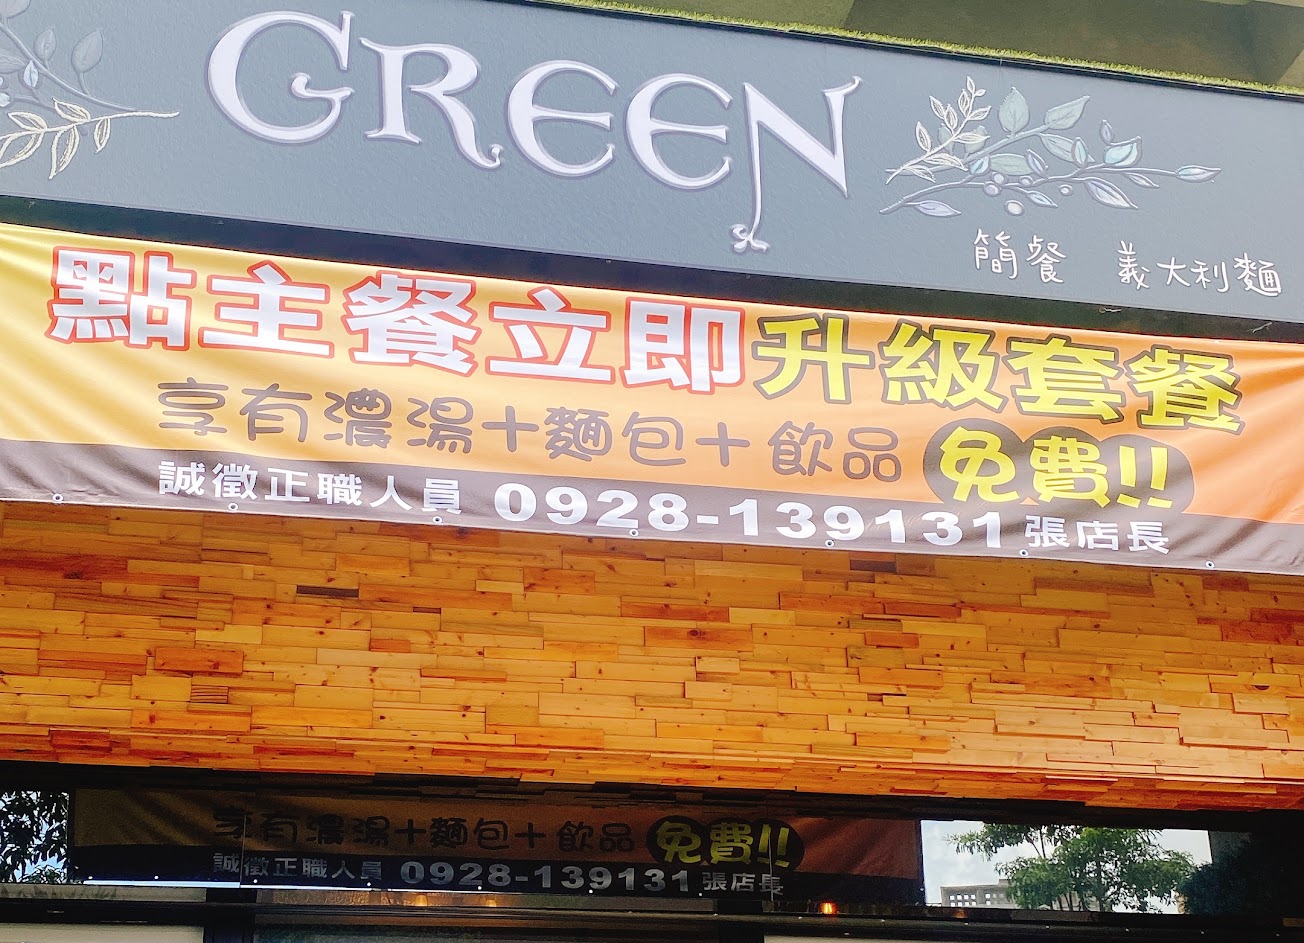 GREEN
簡餐 義大利麵
點主餐立即升級套餐
享有濃湯+麵包+飲品 免費!!
誠徵正職人員 0928-139131 張店長
享有濃湯+麵包+飲品 免費!!
誠徵正職人員 0928-139131 張店長